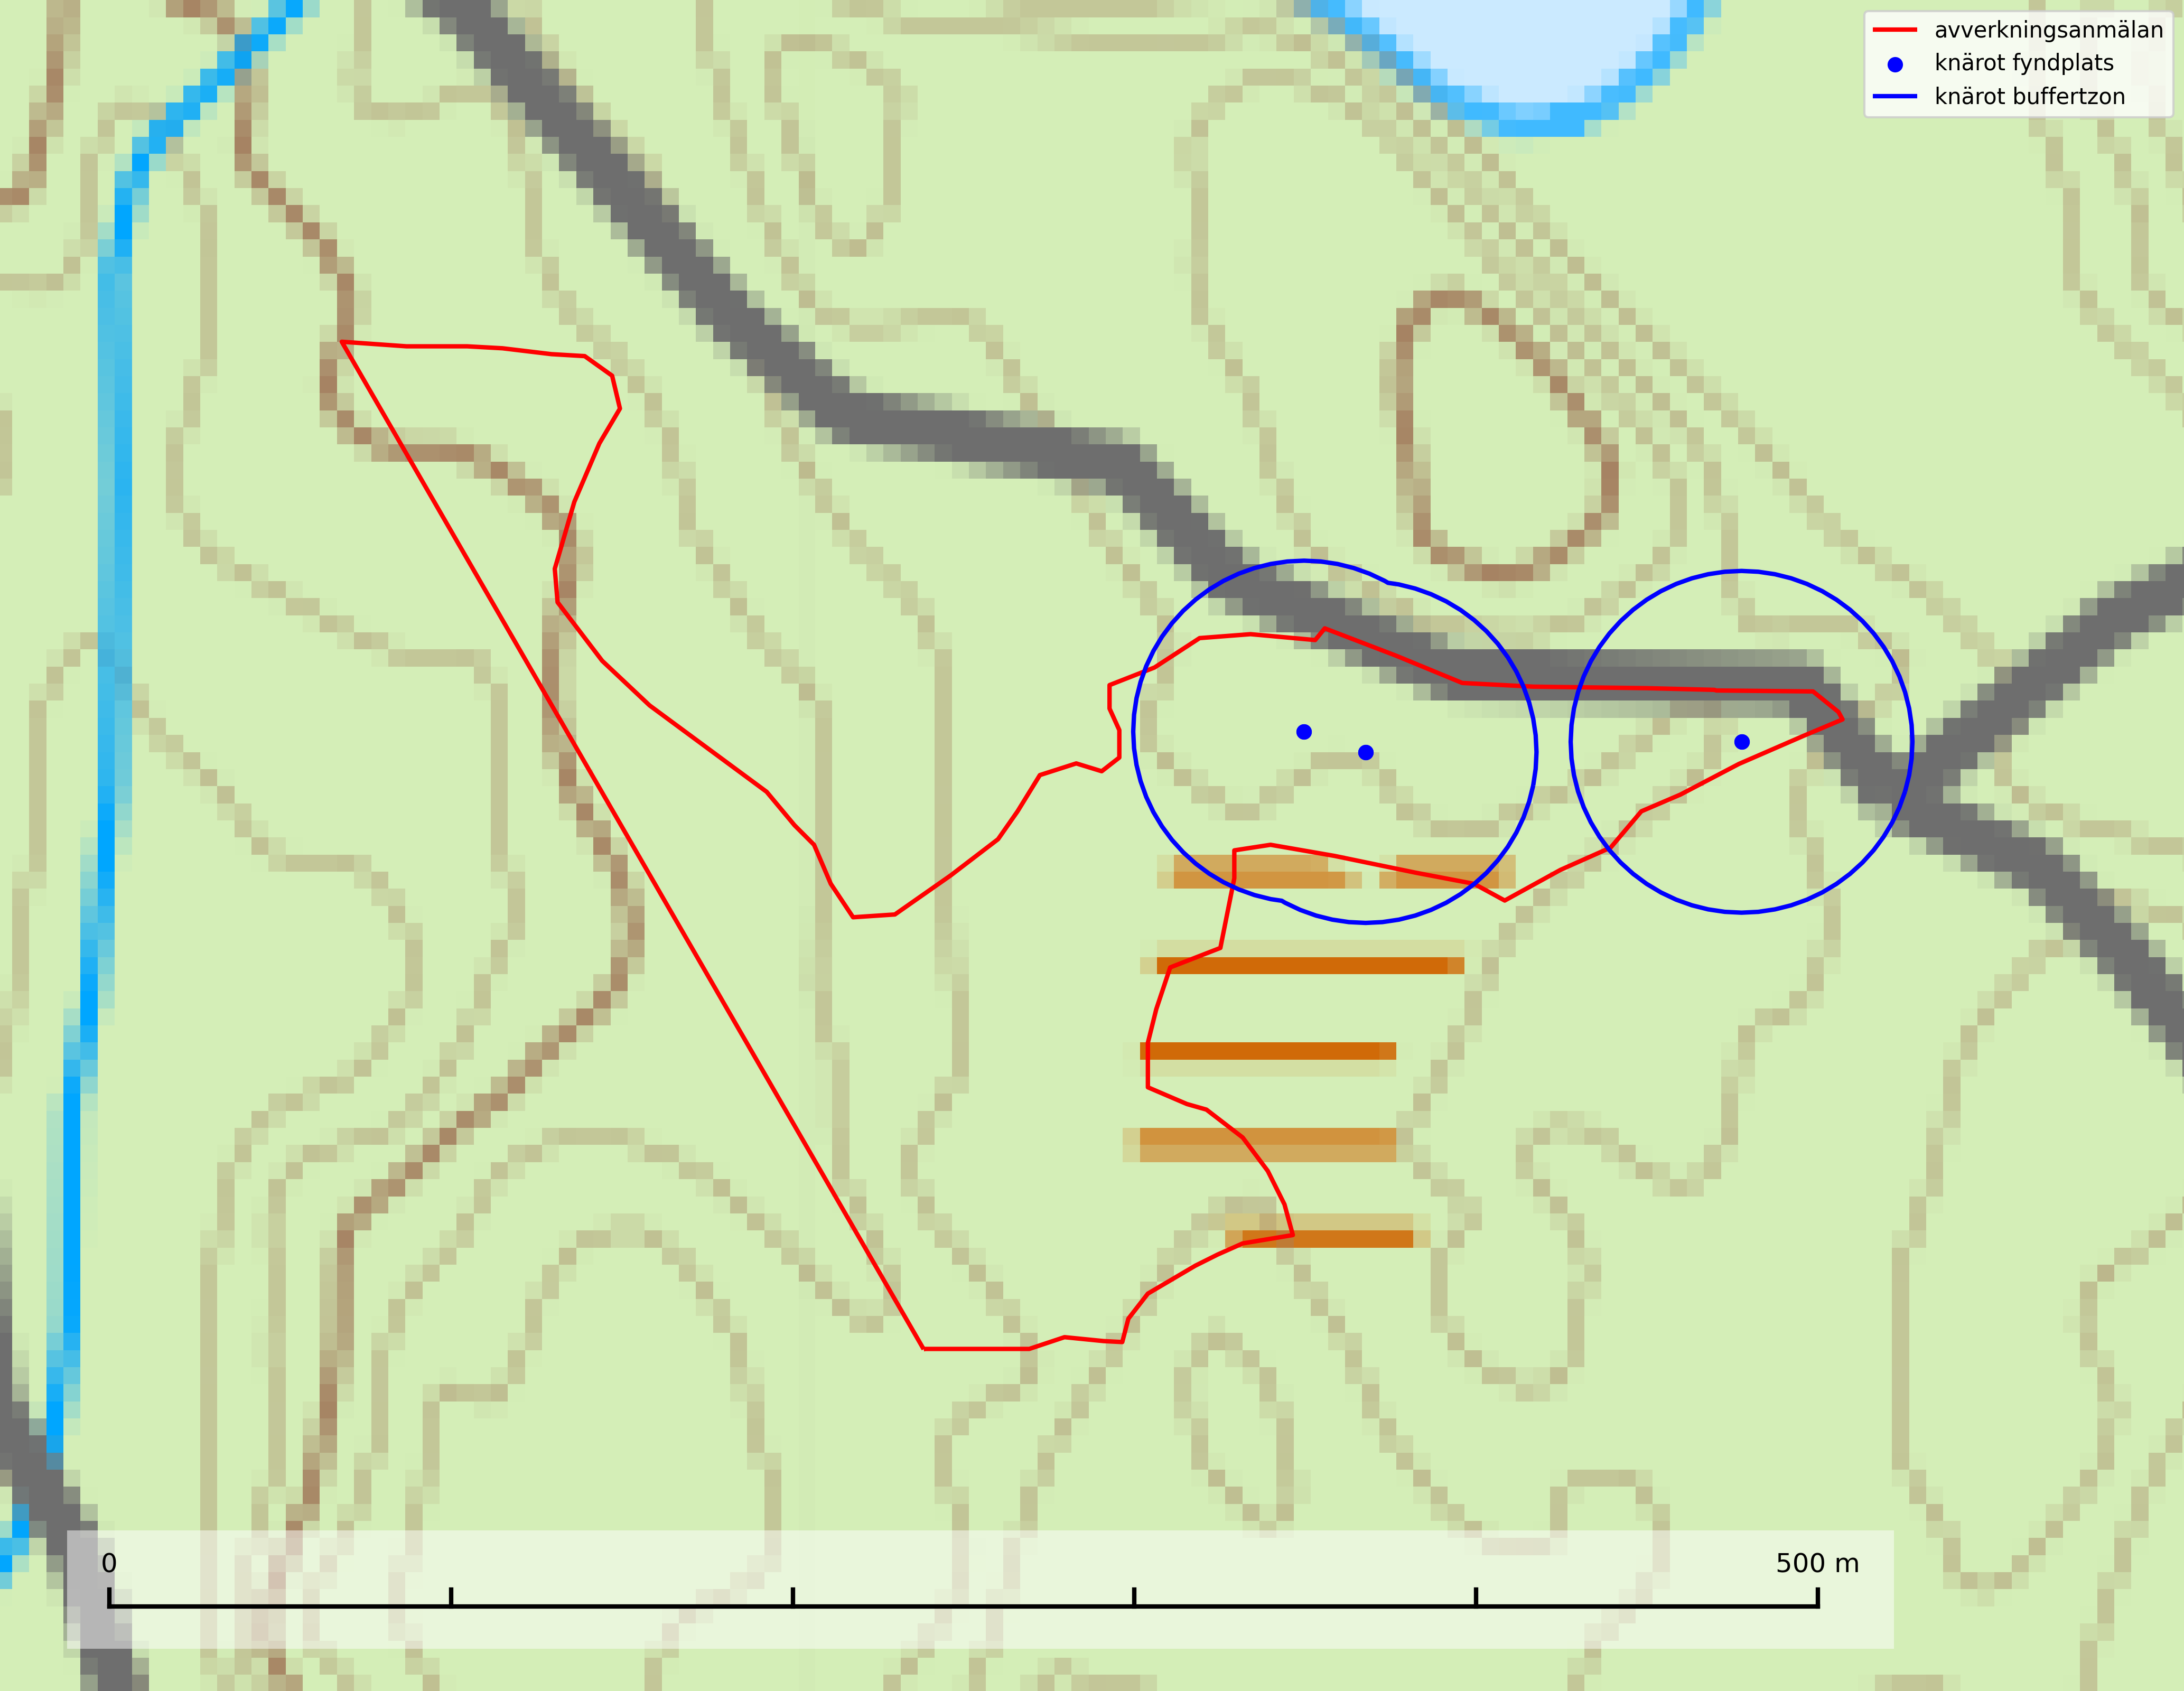 avverkningsanmälan
knärot fyndplats
knärot buffertzon
0
500 m